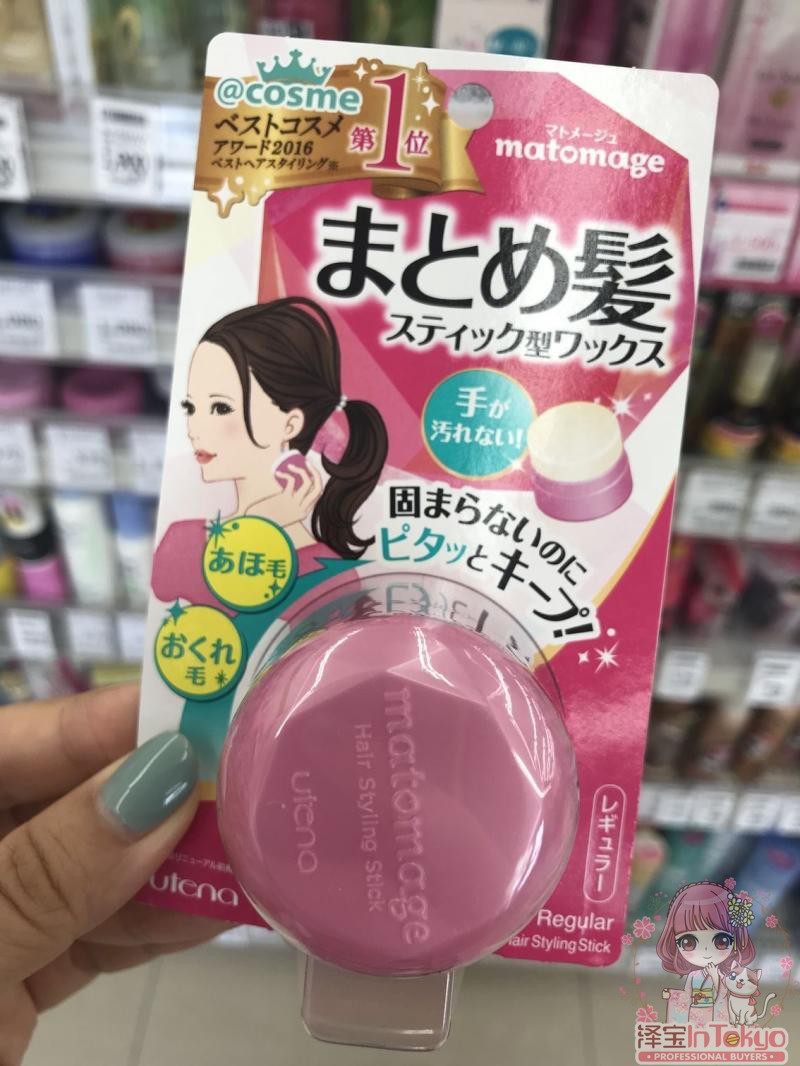 @cosme
ベストコスメ
アワード2016
ベストヘアスタイリング※
第1位
マトメージュ
matomage
まとめ髪
スティック型ワックス
手が
汚れない!
固まらないのに
ピタッとキープ!
あほ毛
おくれ
毛
matomage
Hair Styling Stick
utena
レギュラー
utena
Regular
Hair Styling Stick
泽宝InTokyo
PROFESSIONAL BUYERS